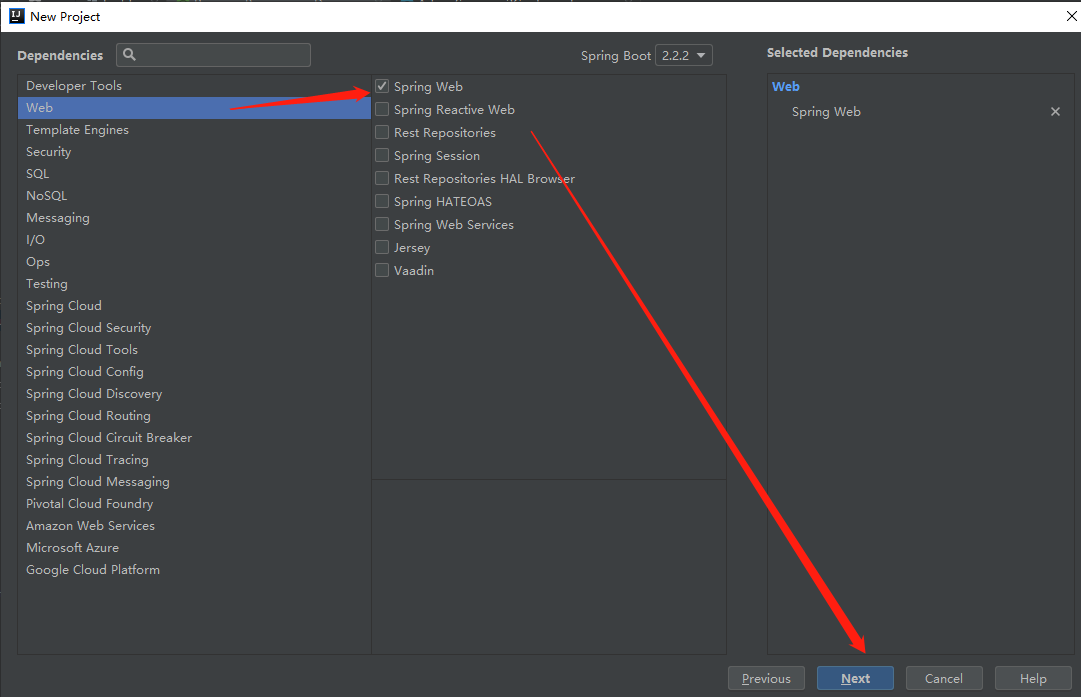 New Project
Dependencies
Spring Boot 2.2.2
Selected Dependencies
Developer Tools
Web
Template Engines
Security
SQL
NoSQL
Messaging
I/O
Ops
Testing
Spring Cloud
Spring Cloud Security
Spring Cloud Tools
Spring Cloud Config
Spring Cloud Discovery
Spring Cloud Routing
Spring Cloud Circuit Breaker
Spring Cloud Tracing
Spring Cloud Messaging
Pivotal Cloud Foundry
Amazon Web Services
Microsoft Azure
Google Cloud Platform
Spring Web
Spring Reactive Web
Rest Repositories
Spring Session
Rest Repositories HAL Browser
Spring HATEOAS
Spring Web Services
Jersey
Vaadin
Web
Spring Web
Previous
Next
Cancel
Help